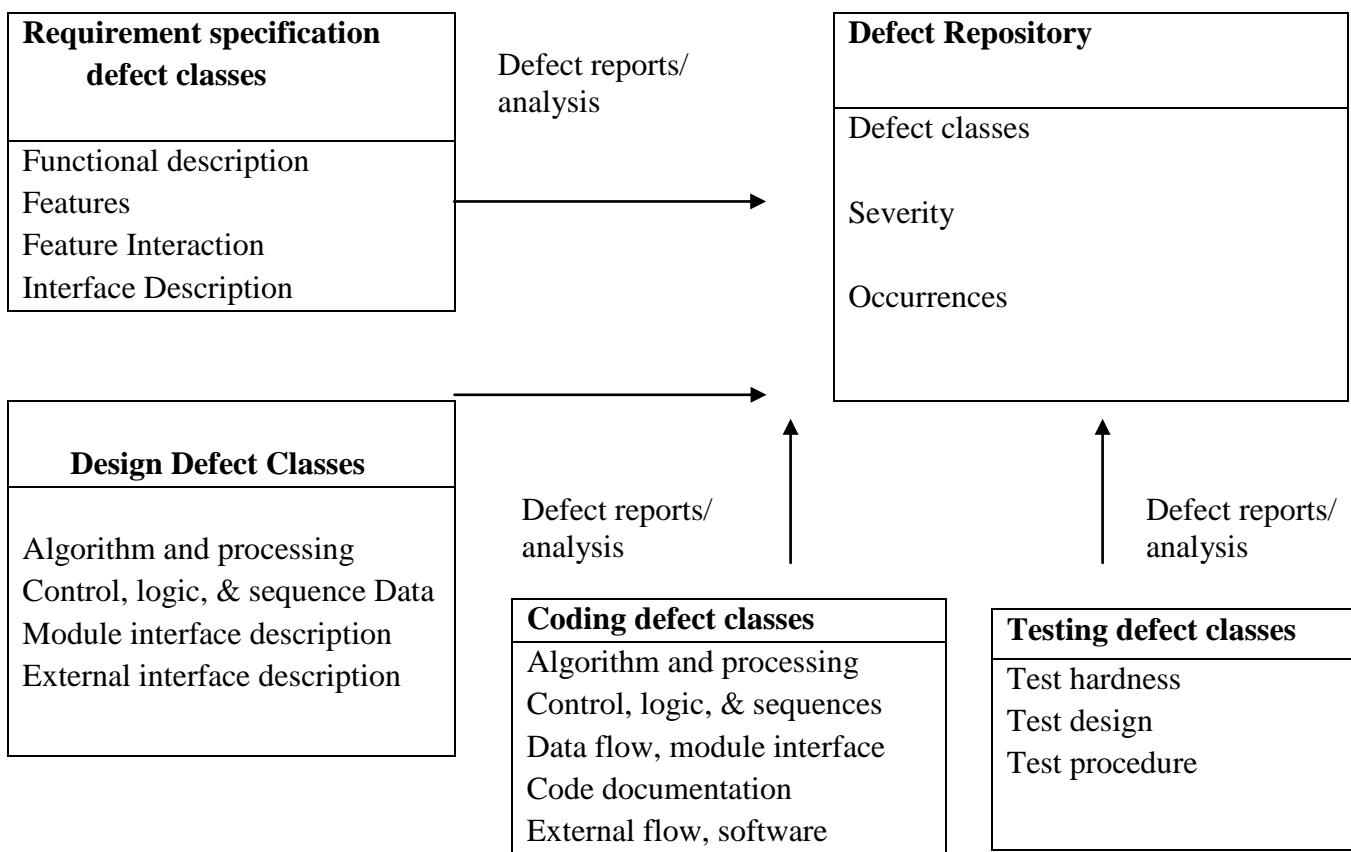 Requirement specification
defect classes
Functional description
Features
Feature Interaction
Interface Description
Defect reports/
analysis
Defect Repository
Defect classes
Severity
Occurrences
Design Defect Classes
Algorithm and processing
Control, logic, & sequence Data
Module interface description
External interface description
Defect reports/
analysis
Defect reports/
analysis
Coding defect classes
Algorithm and processing
Control, logic, & sequences
Data flow, module interface
Code documentation
External flow, software
Testing defect classes
Test hardness
Test design
Test procedure